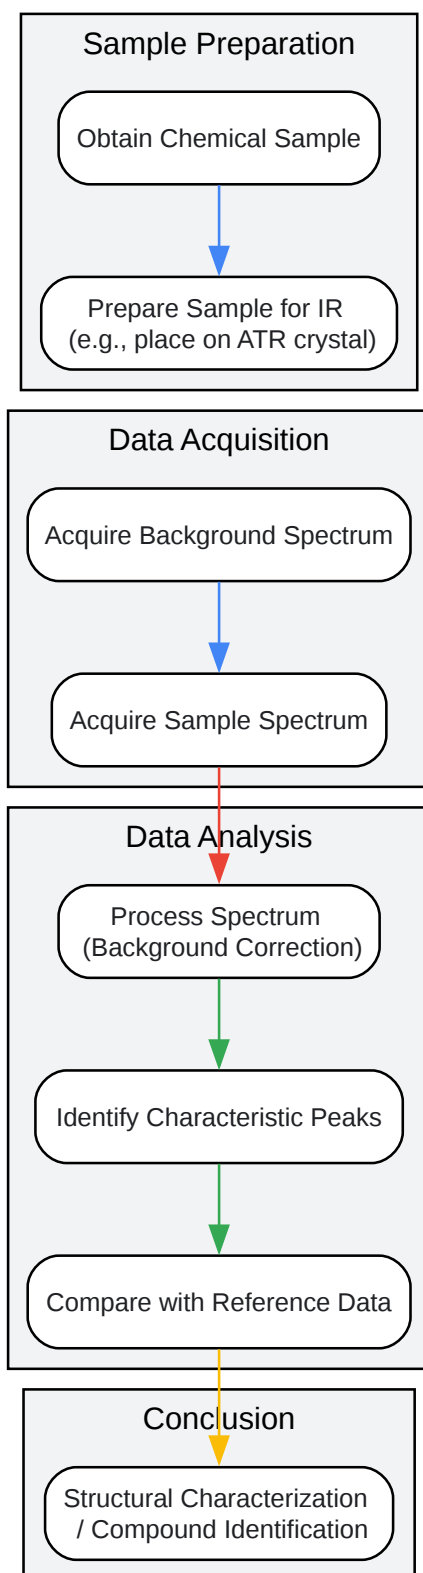 Sample Preparation
Obtain Chemical Sample
Prepare Sample for IR
(e.g., place on ATR crystal)
Data Acquisition
Acquire Background Spectrum
Acquire Sample Spectrum
Data Analysis
Process Spectrum
(Background Correction)
Identify Characteristic Peaks
Compare with Reference Data
Conclusion
Structural Characterization
/ Compound Identification